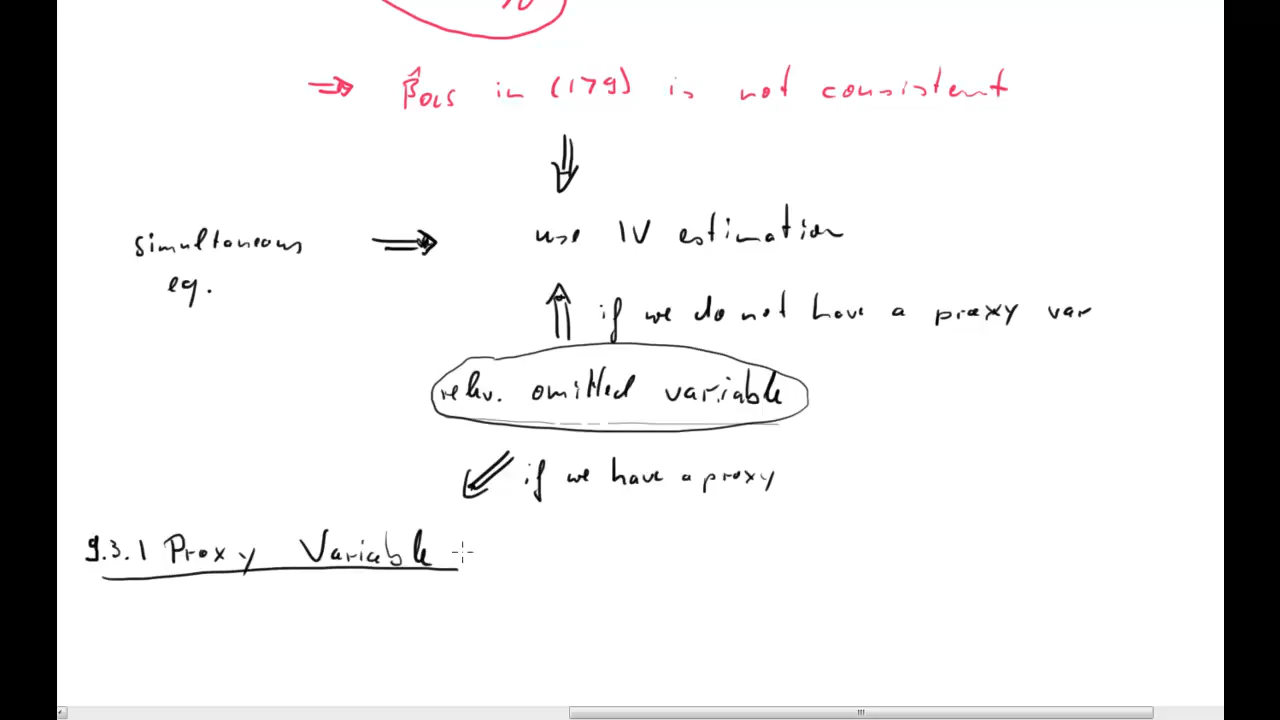 ⇒ β̂OLS in (179) is not consistent
⇓
simultaneous ⇒ use IV estimation
eq.
⇑ if we do not have a proxy var
relev. omitted variable
⇙ if we have a proxy
9.3.1 Proxy Variable